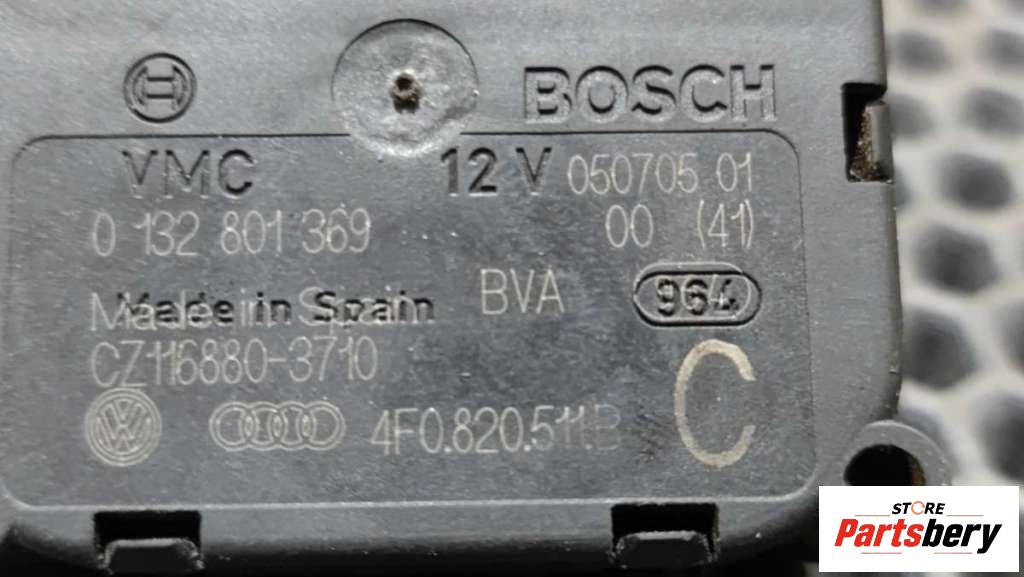 BOSCH
VMC 12 V 050705 01
0 132 801 369 00 (41)
Made in Spain BVA 964
CZ116880-3710
C
4F0.820.511.B
STORE
Partsbery